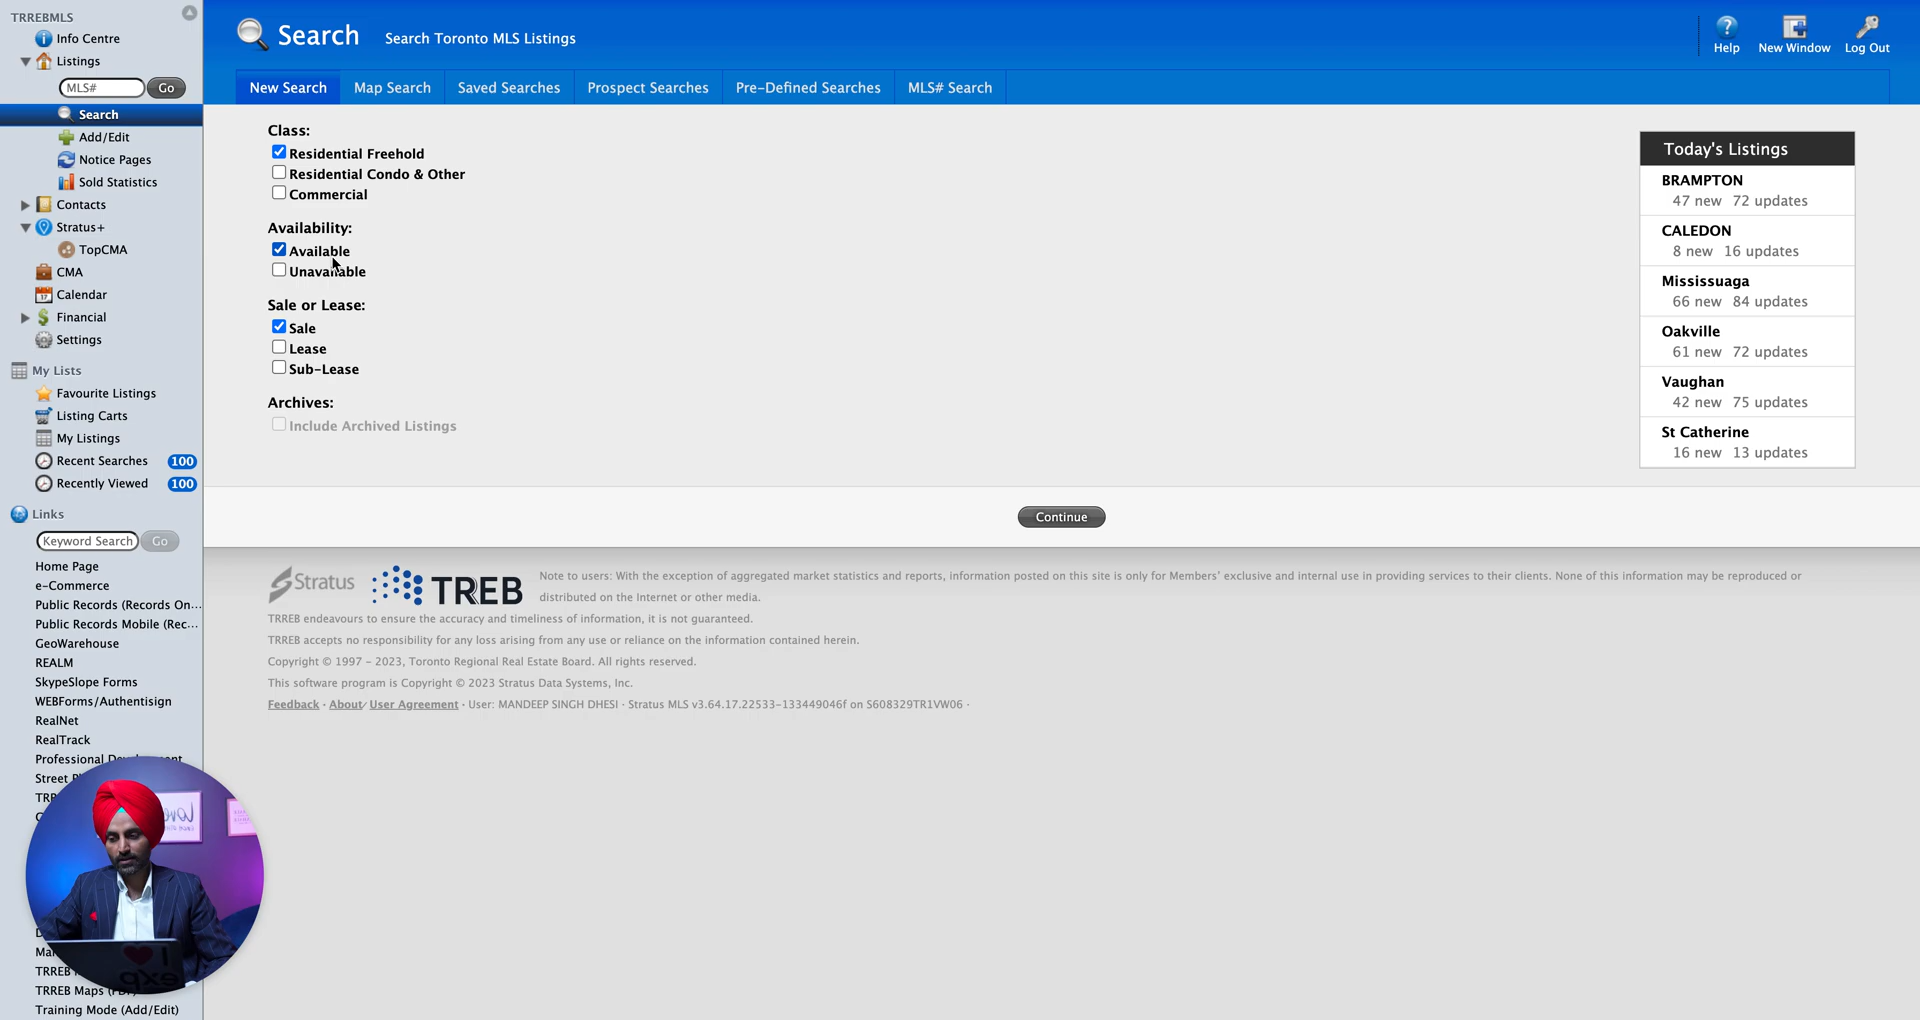 TRREBMLS
Info Centre
Listings
MLS#
Go
Search
Add/Edit
Notice Pages
Sold Statistics
Contacts
Stratus+
TopCMA
CMA
Calendar
Financial
Settings
My Lists
Favourite Listings
Listing Carts
My Listings
Recent Searches 100
Recently Viewed 100
Links
Keyword Search
Go
Home Page
e-Commerce
Public Records (Records On...
Public Records Mobile (Rec...
GeoWarehouse
REALM
SkypeSlope Forms
WEBForms/Authentisign
RealNet
RealTrack
Professional
Street
TRREB
TRREB Maps
Training Mode (Add/Edit)
Search
Search Toronto MLS Listings
Help
New Window
Log Out
New Search
Map Search
Saved Searches
Prospect Searches
Pre-Defined Searches
MLS# Search
Class:
Residential Freehold
Residential Condo & Other
Commercial
Availability:
Available
Unavailable
Sale or Lease:
Sale
Lease
Sub-Lease
Archives:
Include Archived Listings
Today's Listings
BRAMPTON
47 new 72 updates
CALEDON
8 new 16 updates
Mississuaga
66 new 84 updates
Oakville
61 new 72 updates
Vaughan
42 new 75 updates
St Catherine
16 new 13 updates
Continue
Stratus
TREB
Note to users: With the exception of aggregated market statistics and reports, information posted on this site is only for Members' exclusive and internal use in providing services to their clients. None of this information may be reproduced or
distributed on the Internet or other media.
TRREB endeavours to ensure the accuracy and timeliness of information, it is not guaranteed.
TRREB accepts no responsibility for any loss arising from any use or reliance on the information contained herein.
Copyright © 1997 - 2023, Toronto Regional Real Estate Board. All rights reserved.
This software program is Copyright © 2023 Stratus Data Systems, Inc.
Feedback · About/ User Agreement · User: MANDEEP SINGH DHESI · Stratus MLS v3.64.17.22533-133449046f on S608329TR1VW06 ·